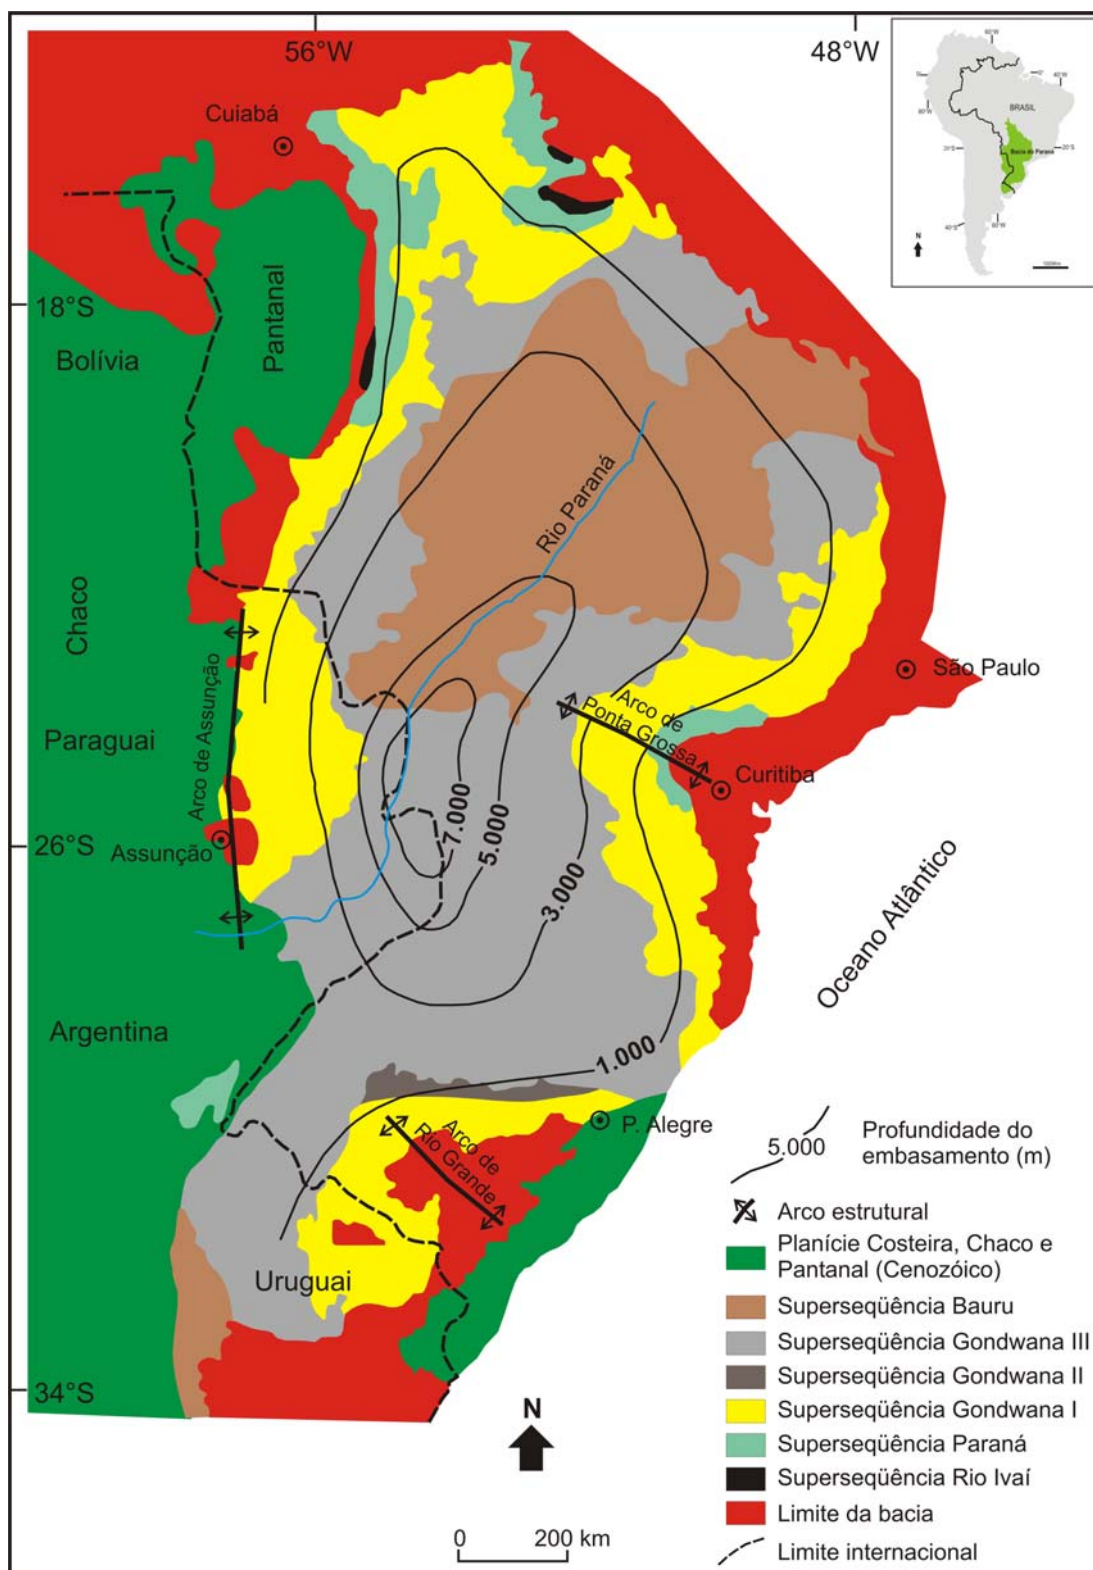 56°W
48°W
Cuiabá
18°S
Bolívia
Pantanal
Rio Paraná
Chaco
São Paulo
Arco de Assunção
Arco de
Ponta Grossa
Paraguai
Curitiba
7.000
5.000
26°S
Assunção
3.000
Oceano Atlântico
Argentina
1.000
P. Alegre
Arco de
Rio Grande
Uruguai
34°S
N
0 200 km
5.000
Profundidade do
embasamento (m)
Arco estrutural
Planície Costeira, Chaco e
Pantanal (Cenozóico)
Superseqüência Bauru
Superseqüência Gondwana III
Superseqüência Gondwana II
Superseqüência Gondwana I
Superseqüência Paraná
Superseqüência Rio Ivaí
Limite da bacia
Limite internacional
BRASIL
Bacia do Paraná
20°S
20°S
40°S
60°W
N